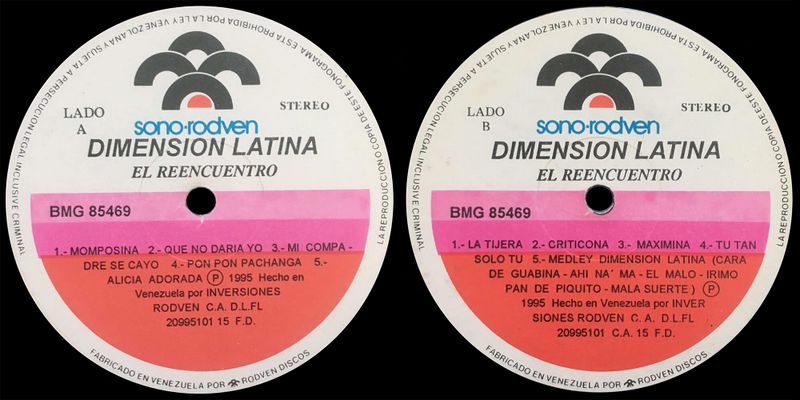 LA REPRODUCCION O COPIA DE ESTE FONOGRAMA, ESTA PROHIBIDA POR LA LEY VENEZOLANA Y SUJETA A PERSECUCION LEGAL INCLUSIVE CRIMINAL
LADO
A
STEREO
sono-rodven
DIMENSION LATINA
EL REENCUENTRO
BMG 85469
1.- MOMPOSINA 2.- QUE NO DARIA YO 3.- MI COMPA -
DRE SE CAYO 4.- PON PON PACHANGA 5.-
ALICIA ADORADA Ⓟ 1995 Hecho en
Venezuela por INVERSIONES
RODVEN C.A. D.L.FL
20995101 15 F.D.
FABRICADO EN VENEZUELA POR RODVEN DISCOS
LA REPRODUCCION O COPIA DE ESTE FONOGRAMA, ESTA PROHIBIDA POR LA LEY VENEZOLANA Y SUJETA A PERSECUCION LEGAL INCLUSIVE CRIMINAL
LADO
B
STEREO
sono-rodven
DIMENSION LATINA
EL REENCUENTRO
BMG 85469
1.- LA TIJERA 2.- CRITICONA 3.- MAXIMINA 4.- TU TAN
SOLO TU 5.- MEDLEY DIMENSION LATINA (CARA
DE GUABINA - AHI NA´ MA - EL MALO - IRIMO
PAN DE PIQUITO - MALA SUERTE ) Ⓟ
1995 Hecho en Venezuela por INVER
SIONES RODVEN C. A. D.L.FL
20995101 C.A. 15 F.D.
FABRICADO EN VENEZUELA POR RODVEN DISCOS